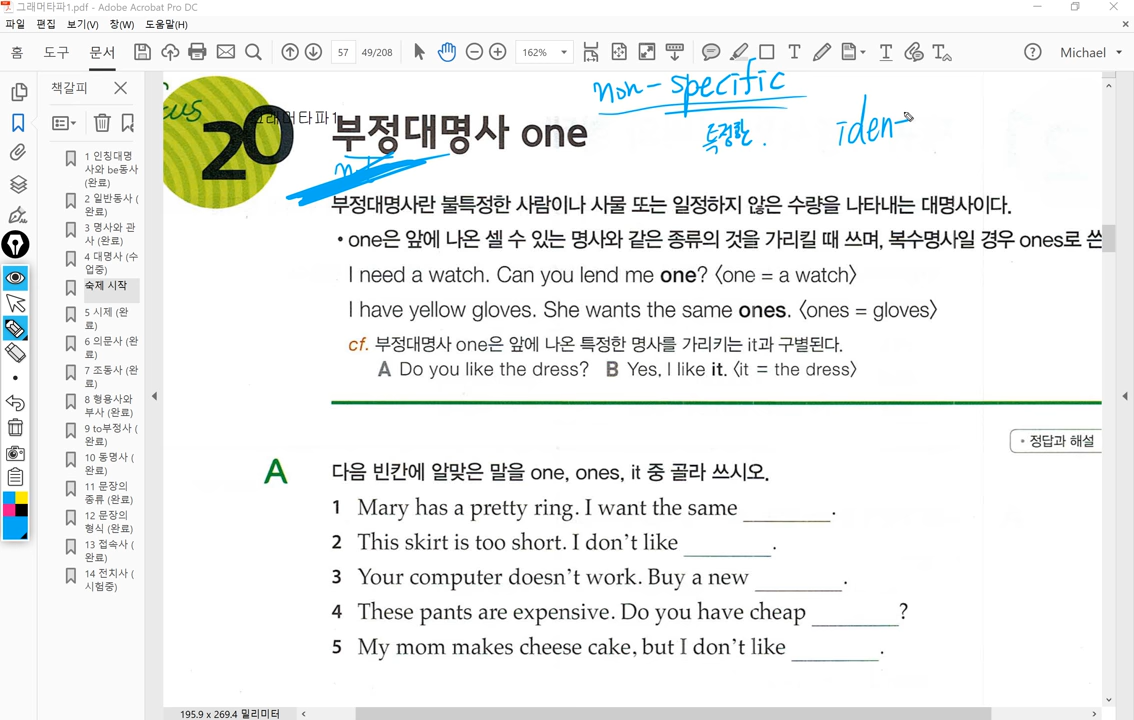 그래머타파1.pdf - Adobe Acrobat Pro DC
파일 편집 보기(V) 창(W) 도움말(H)
홈 도구 문서 57 49/208 162% Michael
책갈피
1 인칭대명
사와 be동사
(완료)
2 일반동사 (
완료)
3 명사와 관
사 (완료)
4 대명사 (수
업중)
숙제 시작
5 시제 (완
료)
6 의문사 (완
료)
7 조동사 (완
료)
8 형용사와
부사 (완료)
9 to부정사 (
완료)
10 동명사 (
완료)
11 문장의
종류 (완료)
12 문장의
형식 (완료)
13 접속사 (
완료)
14 전치사 (
시험중)
cus
non-specific
특정한.
iden-
그래머타파1
20 부정대명사 one
not
부정대명사란 불특정한 사람이나 사물 또는 일정하지 않은 수량을 나타내는 대명사이다.
• one은 앞에 나온 셀 수 있는 명사와 같은 종류의 것을 가리킬 때 쓰며, 복수명사일 경우 ones로 쓴
I need a watch. Can you lend me one? 〈one = a watch〉
I have yellow gloves. She wants the same ones. 〈ones = gloves〉
cf. 부정대명사 one은 앞에 나온 특정한 명사를 가리키는 it과 구별된다.
A Do you like the dress? B Yes, I like it. 〈it = the dress〉
• 정답과 해설
A 다음 빈칸에 알맞은 말을 one, ones, it 중 골라 쓰시오.
1 Mary has a pretty ring. I want the same ________.
2 This skirt is too short. I don't like ________.
3 Your computer doesn't work. Buy a new ________.
4 These pants are expensive. Do you have cheap ________?
5 My mom makes cheese cake, but I don't like ________.
195.9 x 269.4 밀리미터